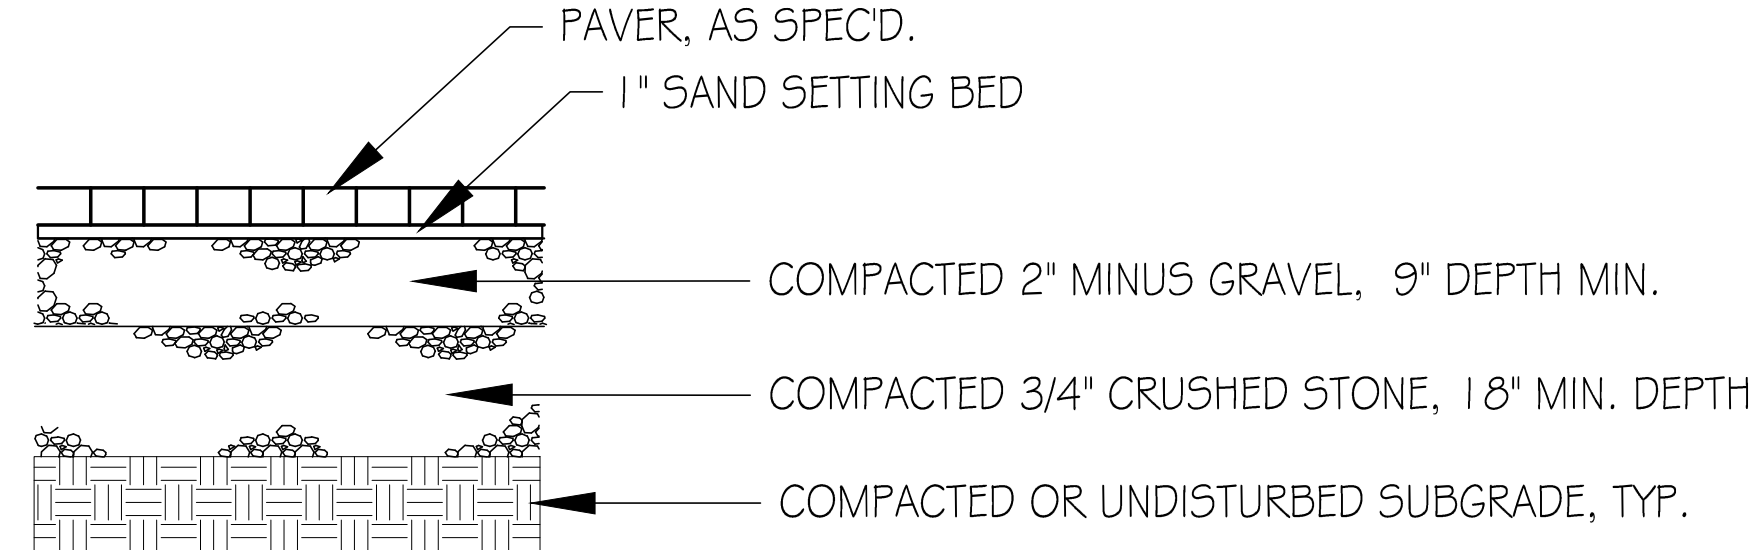 PAVER, AS SPEC'D.
1" SAND SETTING BED
COMPACTED 2" MINUS GRAVEL, 9" DEPTH MIN.
COMPACTED 3/4" CRUSHED STONE, 18" MIN. DEPTH
COMPACTED OR UNDISTURBED SUBGRADE, TYP.